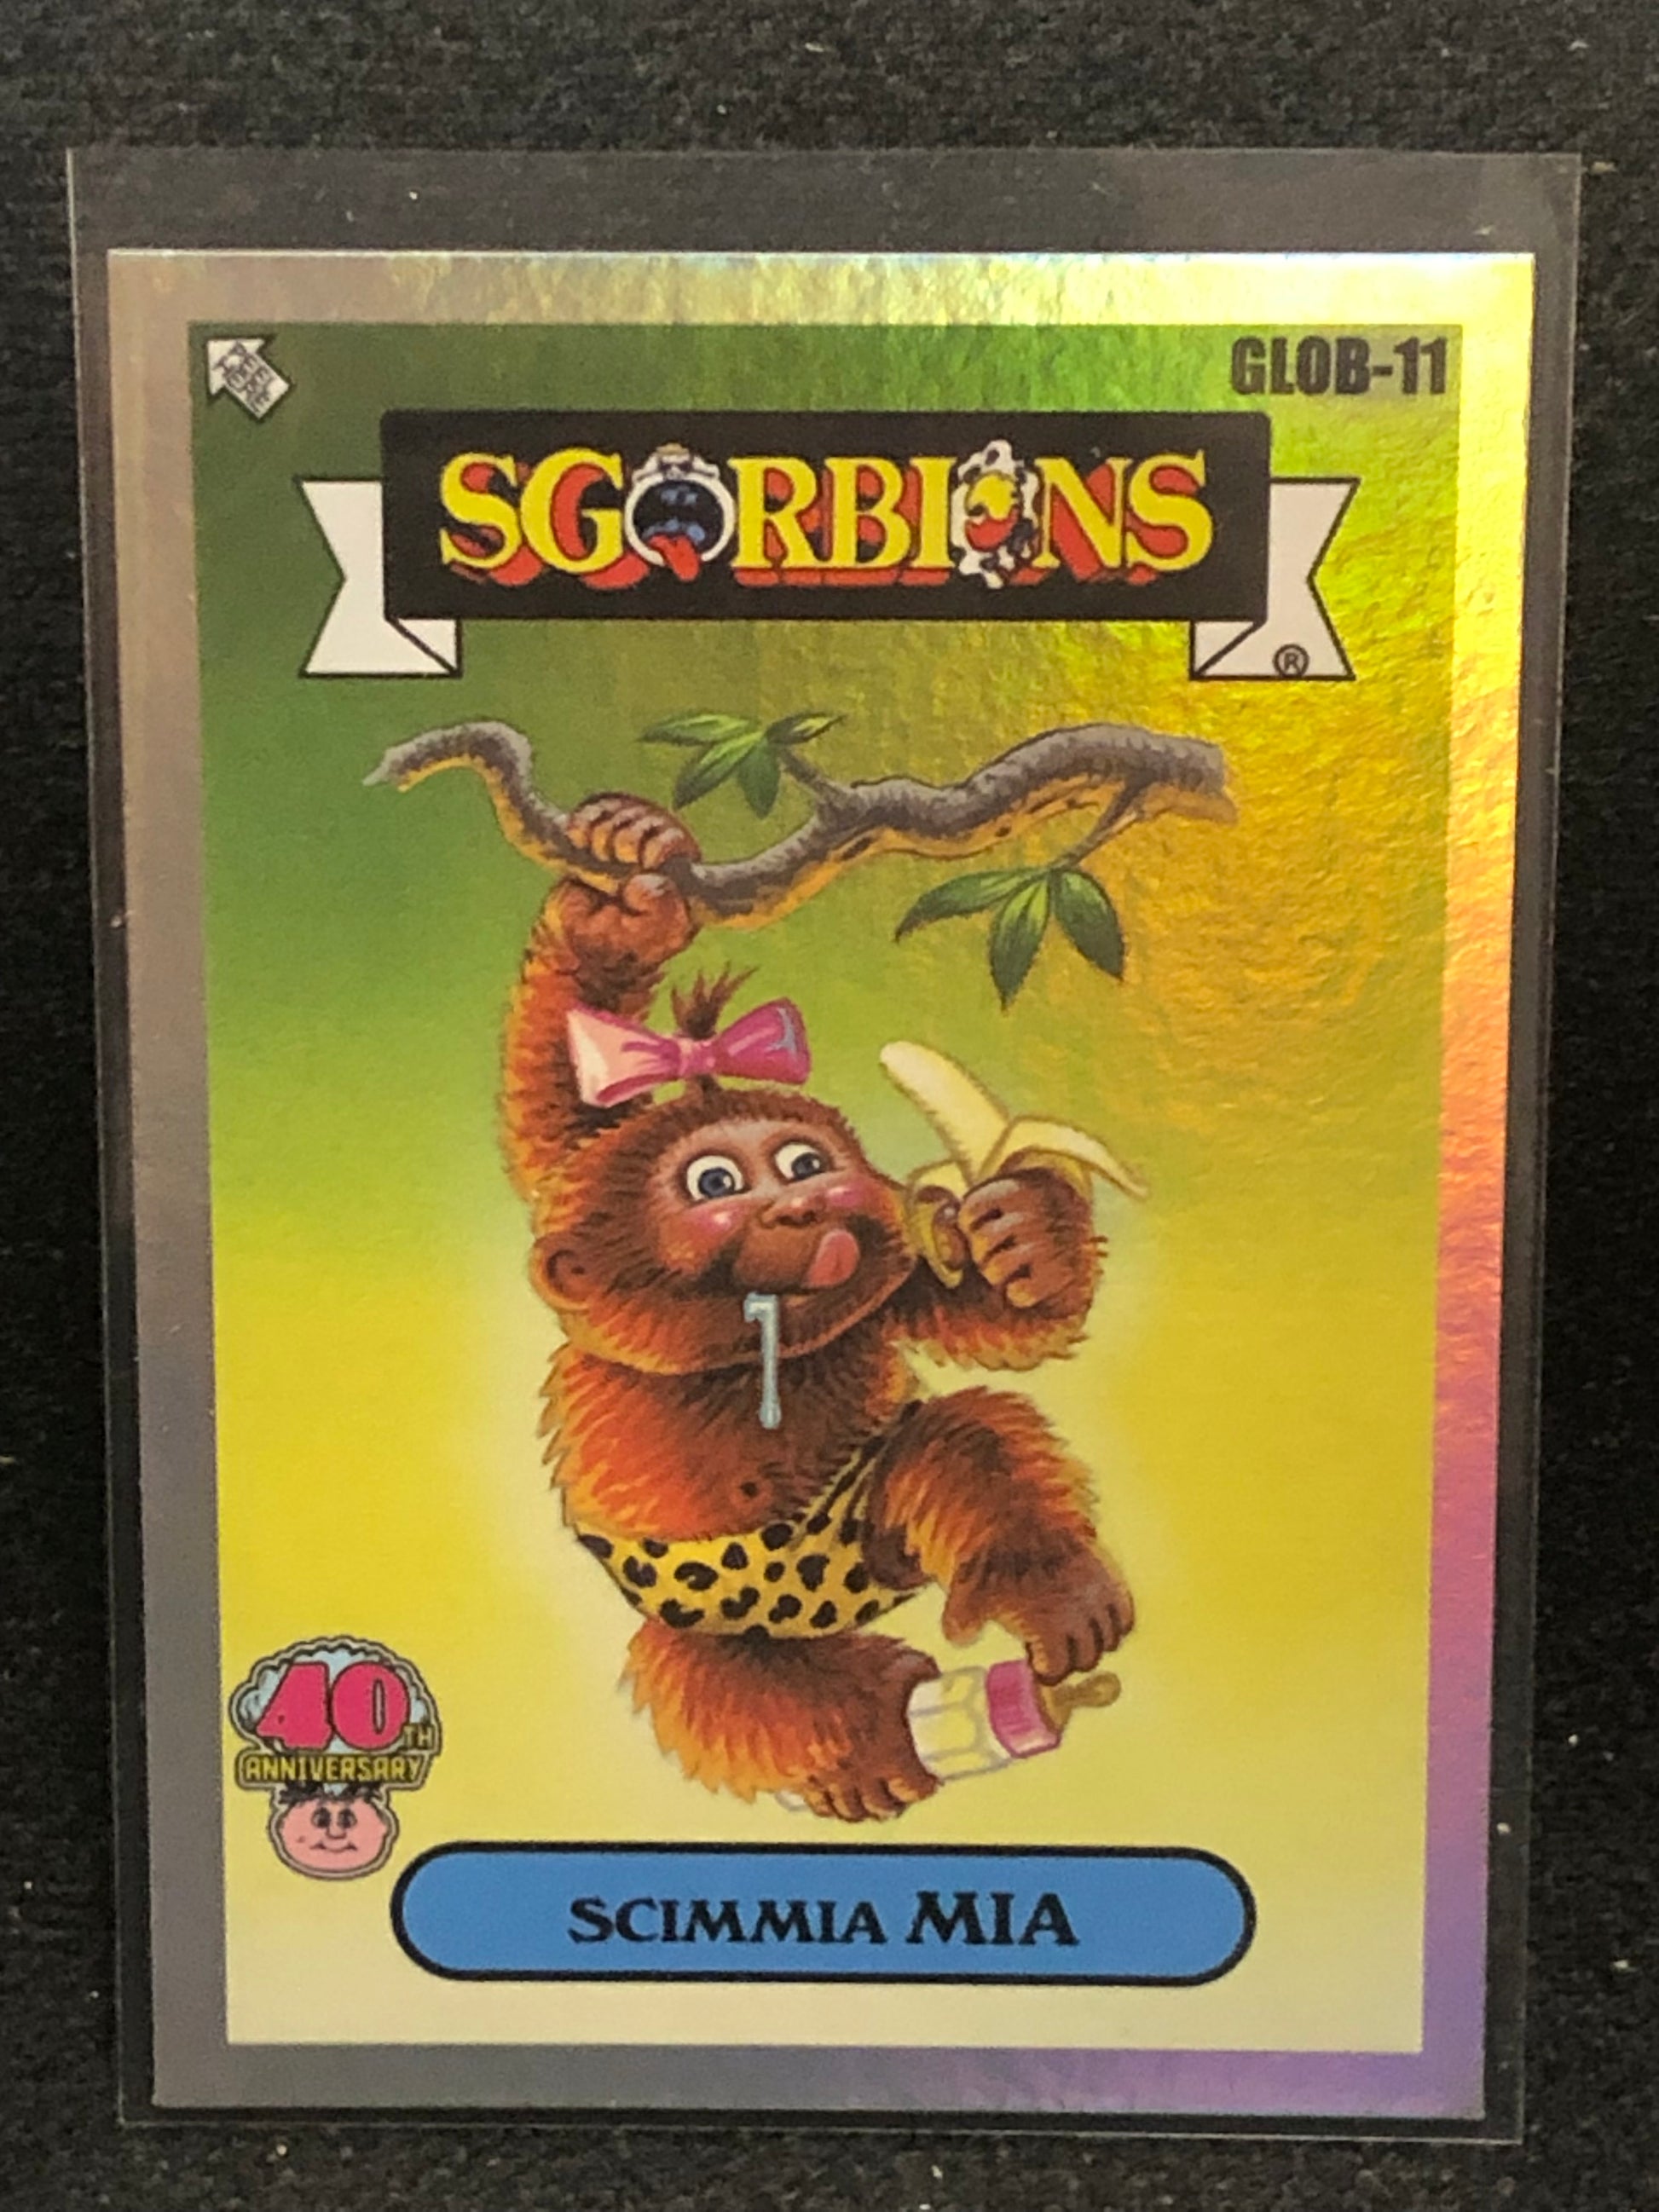 GLOB-11
SGORBIONS
®
40TH
ANNIVERSARY
SCIMMIA MIA